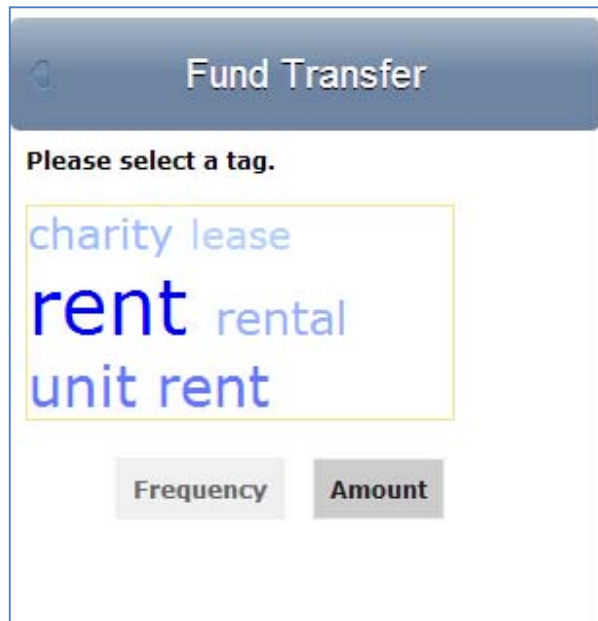 Fund Transfer
Please select a tag.
charity lease
rent rental
unit rent
Frequency Amount